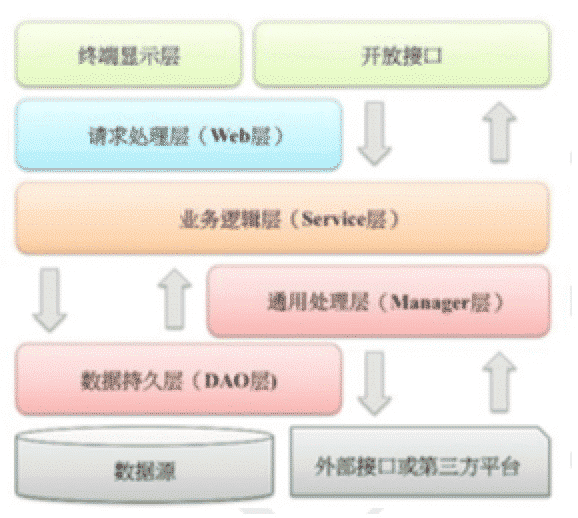 终端显示层
开放接口
请求处理层（Web层）
业务逻辑层（Service层）
通用处理层（Manager层）
数据持久层（DAO层)
数据源
外部接口或第三方平台